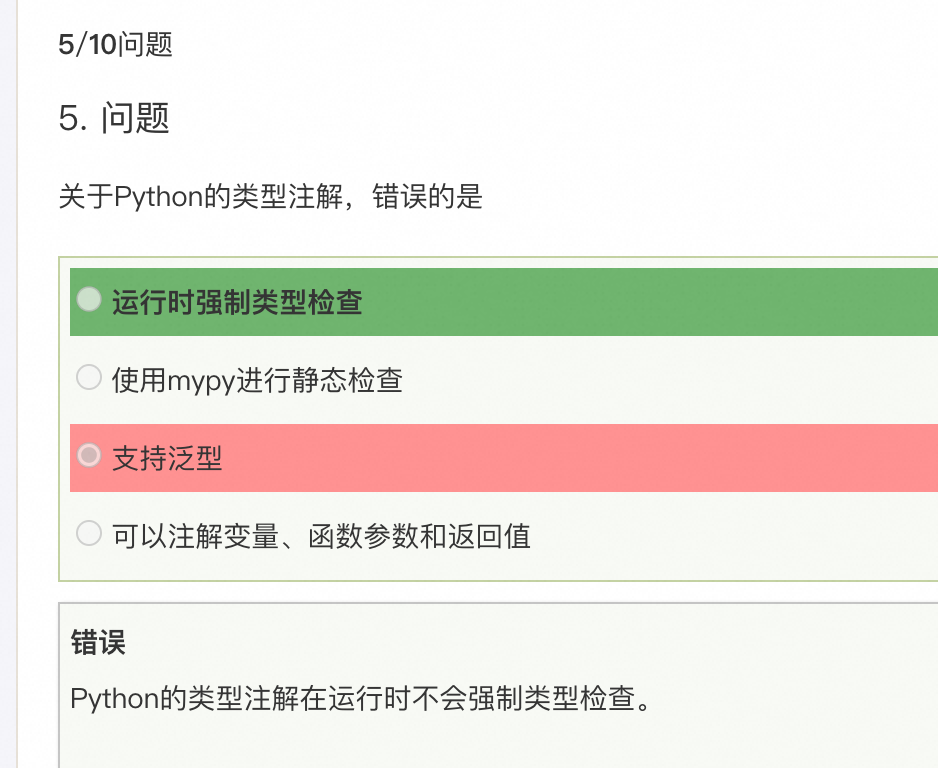 5/10问题
5. 问题
关于Python的类型注解，错误的是
运行时强制类型检查
使用mypy进行静态检查
支持泛型
可以注解变量、函数参数和返回值
错误
Python的类型注解在运行时不会强制类型检查。